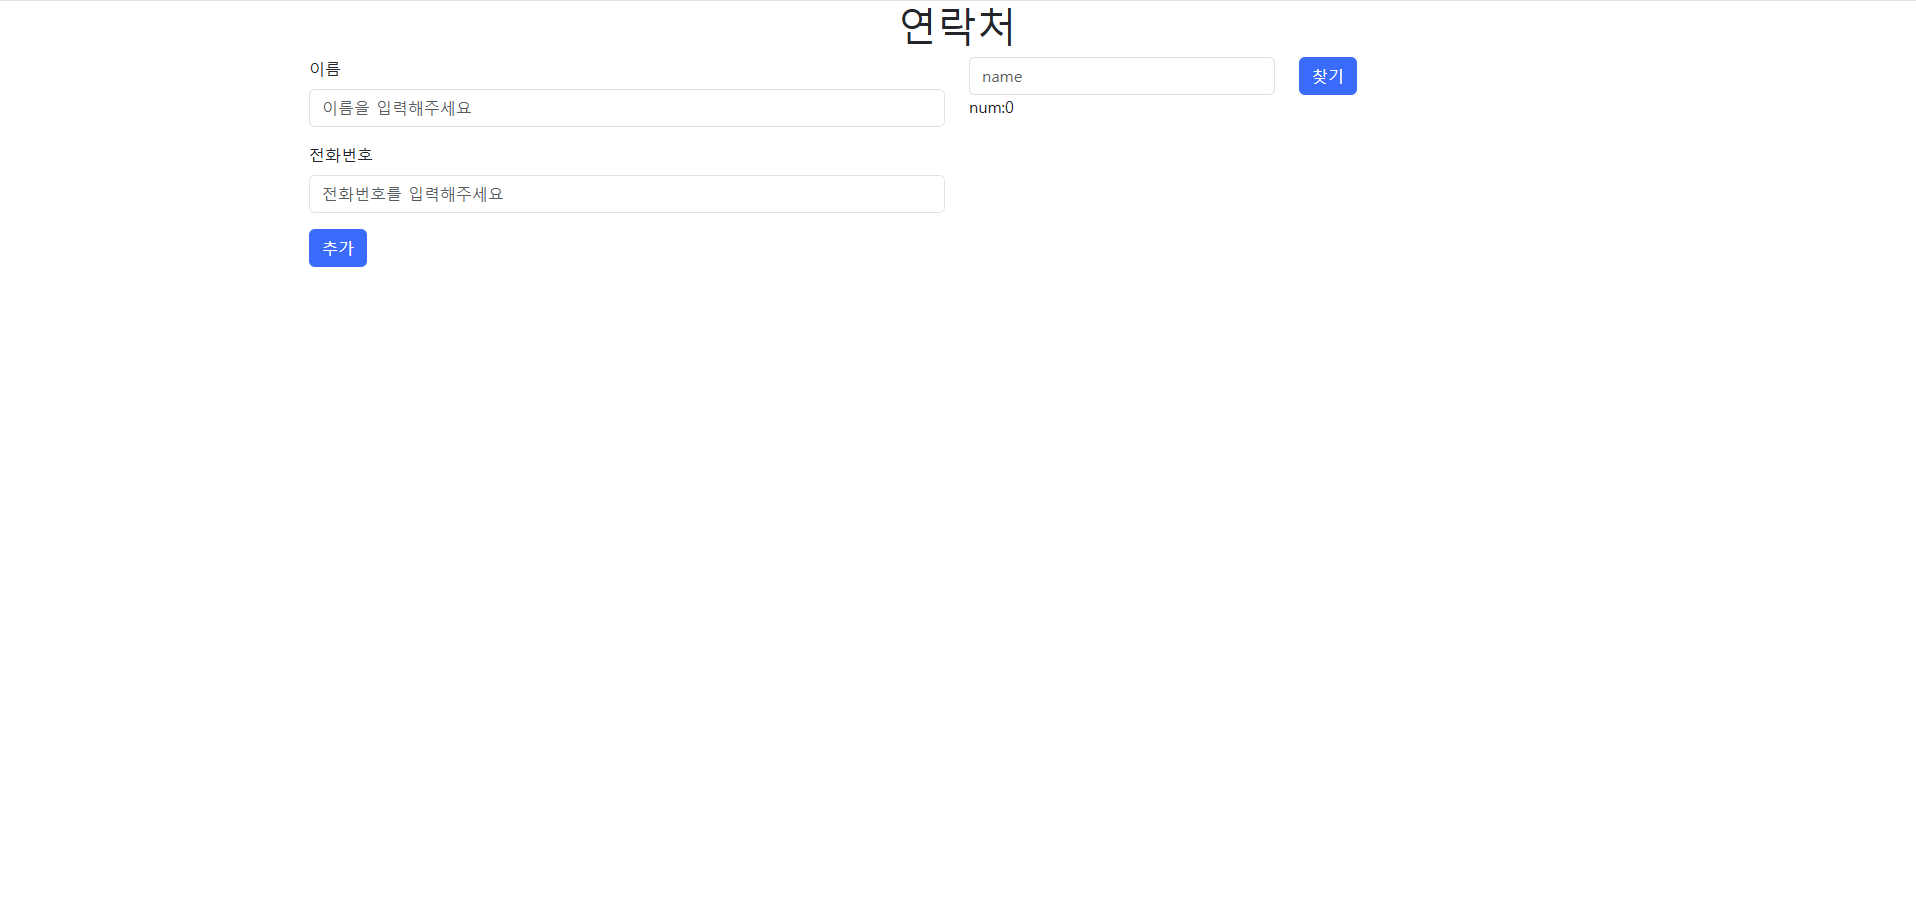 연락처
이름
이름을 입력해주세요
전화번호
전화번호를 입력해주세요
추가
name
찾기
num:0